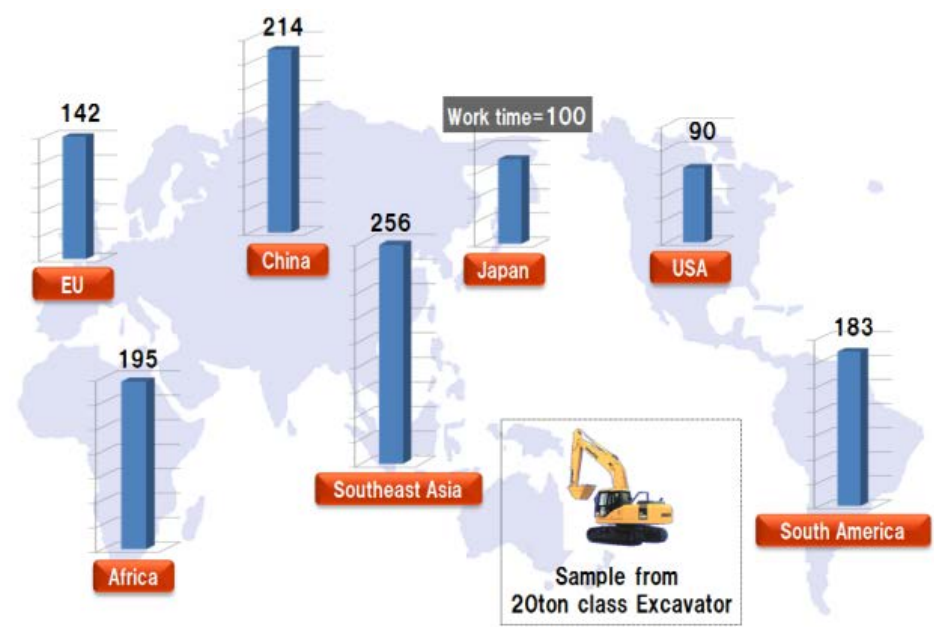 214
142
Work time=100
90
256
China
Japan
USA
EU
183
195
Southeast Asia
South America
Africa
Sample from
20ton class Excavator